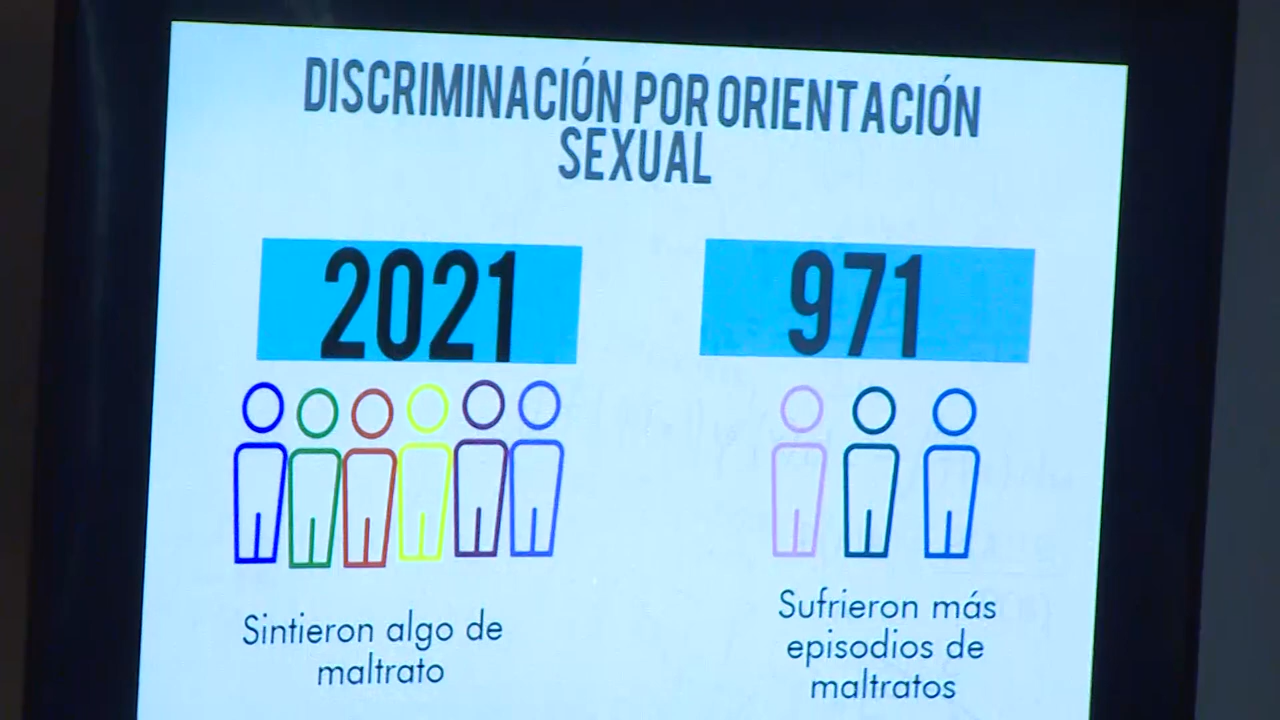 DISCRIMINACIÓN POR ORIENTACIÓN
SEXUAL
2021
971
Sintieron algo de
maltrato
Sufrieron más
episodios de
maltratos